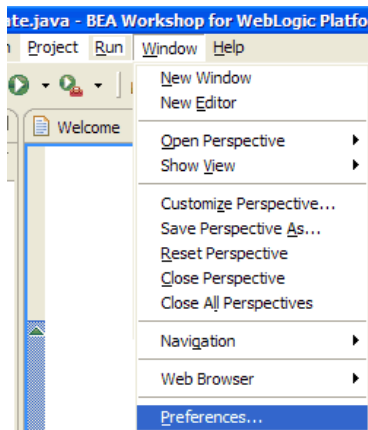 te.java - BEA Workshop for WebLogic Platfo
Project Run Window Help
Welcome
New Window
New Editor
Open Perspective
Show View
Customize Perspective...
Save Perspective As...
Reset Perspective
Close Perspective
Close All Perspectives
Navigation
Web Browser
Preferences...